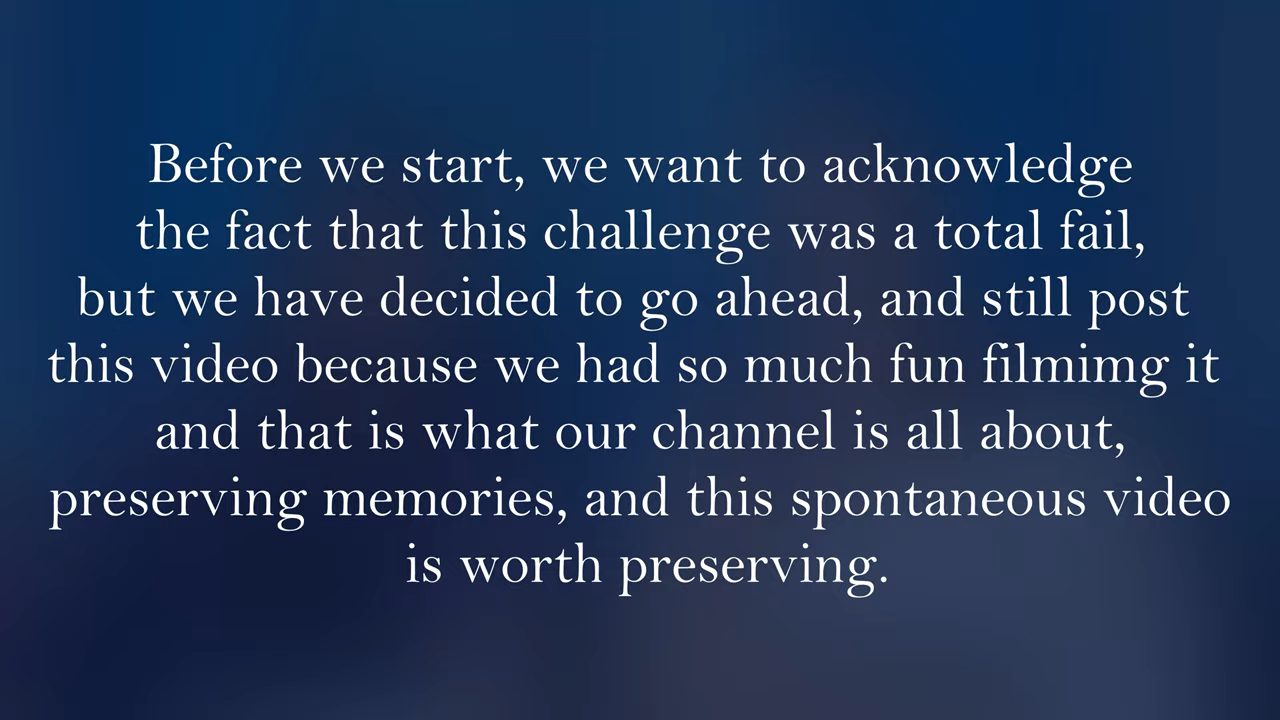 Before we start, we want to acknowledge
the fact that this challenge was a total fail,
but we have decided to go ahead, and still post
this video because we had so much fun filmimg it
and that is what our channel is all about,
preserving memories, and this spontaneous video
is worth preserving.